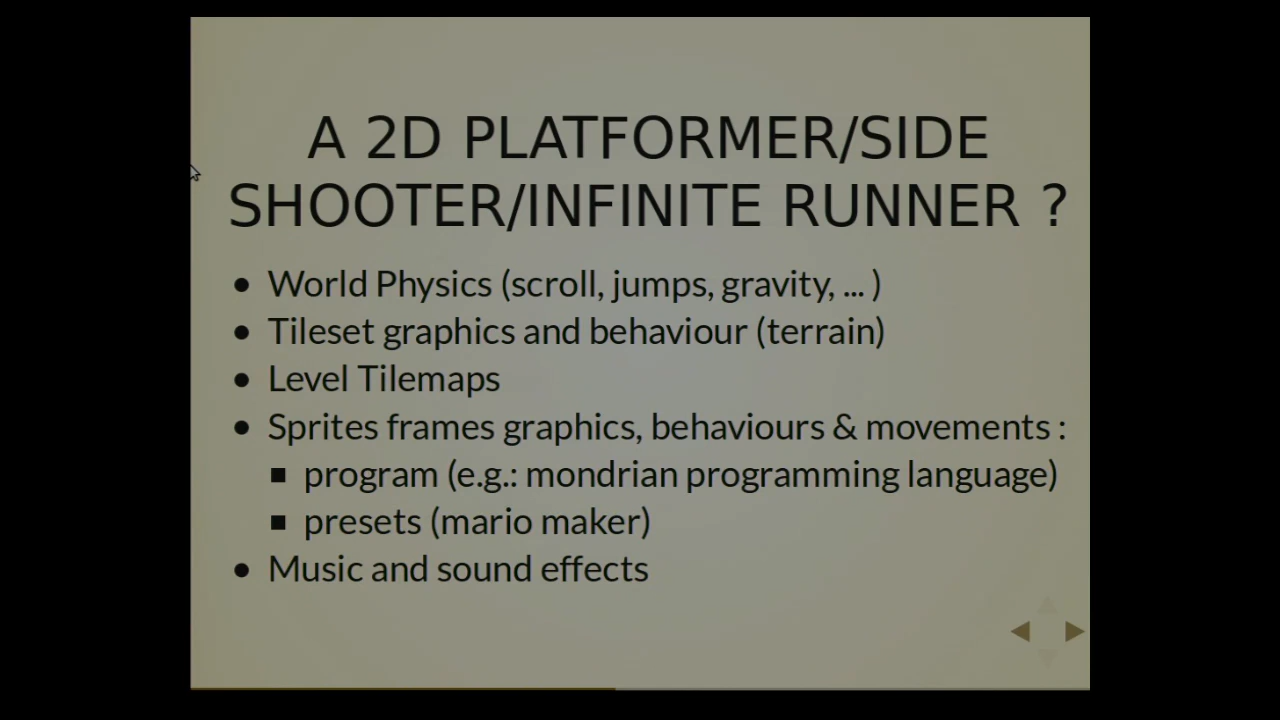 A 2D PLATFORMER/SIDE
SHOOTER/INFINITE RUNNER ?
• World Physics (scroll, jumps, gravity, ... )
• Tileset graphics and behaviour (terrain)
• Level Tilemaps
• Sprites frames graphics, behaviours & movements :
▪ program (e.g.: mondrian programming language)
▪ presets (mario maker)
• Music and sound effects